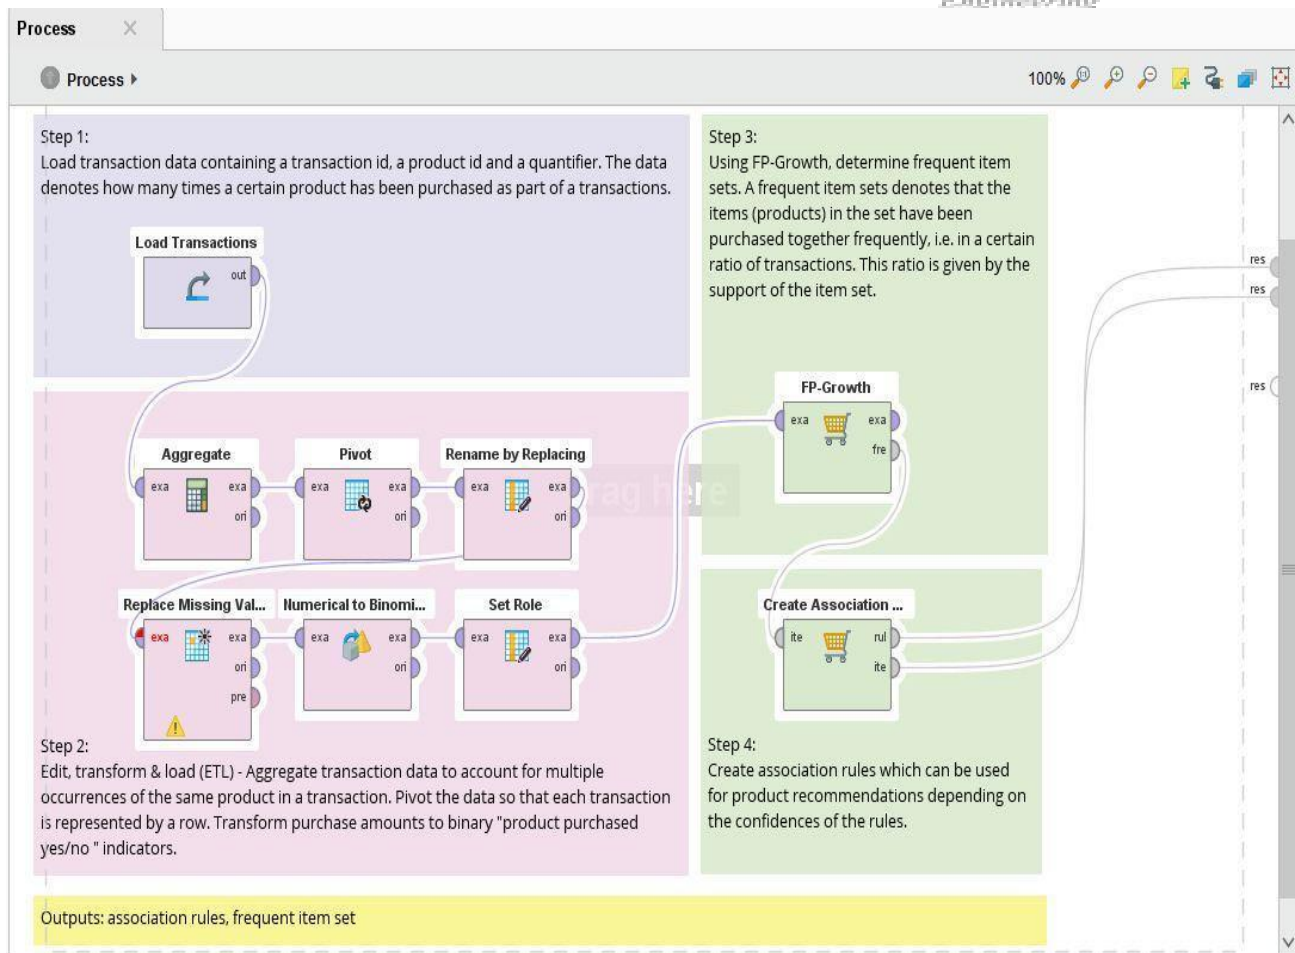 Process
Process
100%
Step 1:
Load transaction data containing a transaction id, a product id and a quantifier. The data
denotes how many times a certain product has been purchased as part of a transactions.
Load Transactions
out
Step 3:
Using FP-Growth, determine frequent item
sets. A frequent item sets denotes that the
items (products) in the set have been
purchased together frequently, i.e. in a certain
ratio of transactions. This ratio is given by the
support of the item set.
res
res
res
FP-Growth
exa exa
fre
Aggregate
exa exa
ori
Pivot
exa exa
ori
Rename by Replacing
exa exa
ori
rag here
Replace Missing Val...
exa exa
ori
pre
Numerical to Binomi...
exa exa
ori
Set Role
exa exa
ori
Create Association ...
ite rul
ite
Step 2:
Edit, transform & load (ETL) - Aggregate transaction data to account for multiple
occurrences of the same product in a transaction. Pivot the data so that each transaction
is represented by a row. Transform purchase amounts to binary "product purchased
yes/no " indicators.
Step 4:
Create association rules which can be used
for product recommendations depending on
the confidences of the rules.
Outputs: association rules, frequent item set